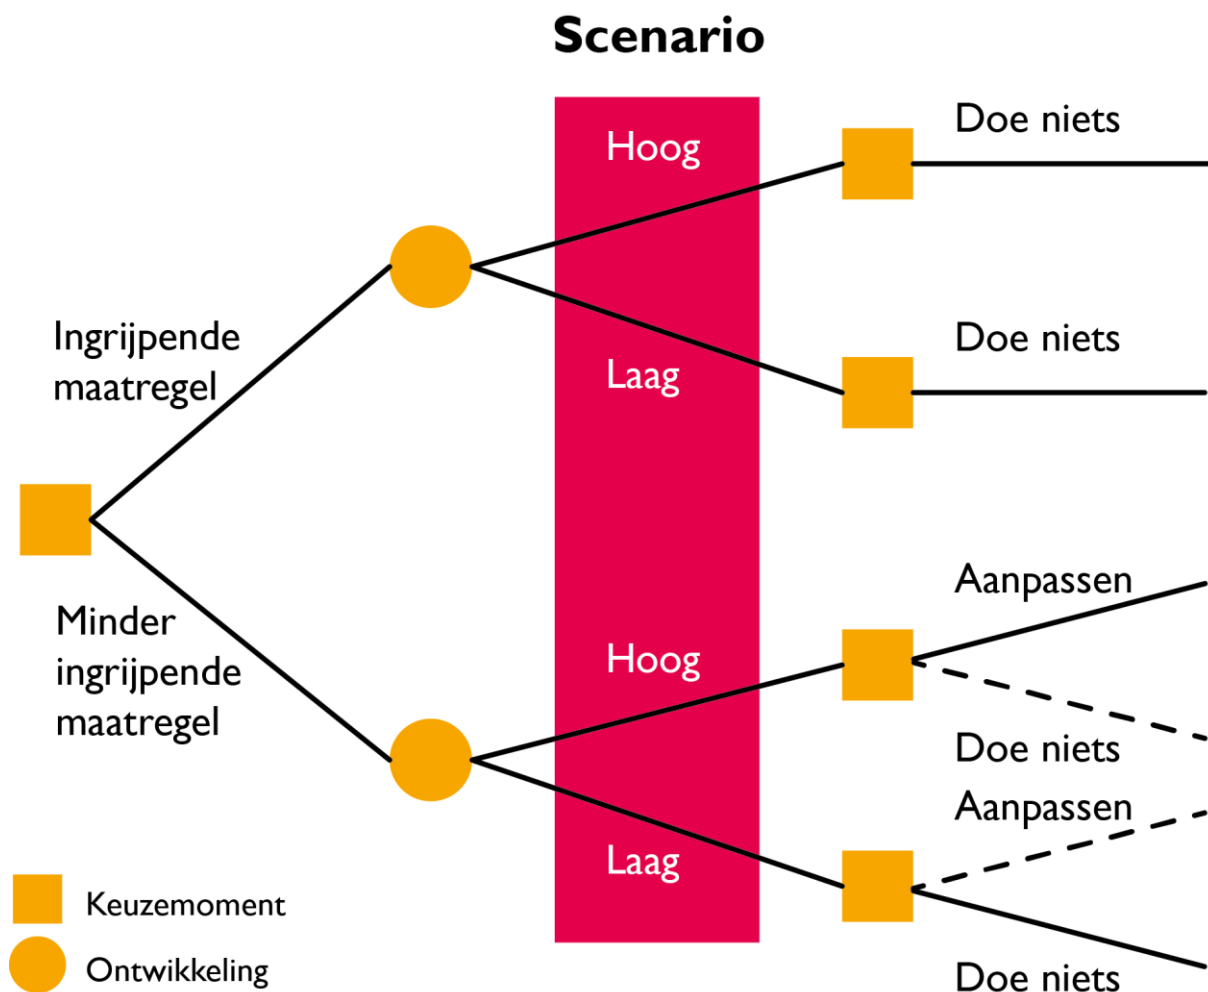 Scenario
Hoog
Doe niets
Ingrijpende
maatregel
Laag
Doe niets
Minder
ingrijpende
maatregel
Hoog
Aanpassen
Doe niets
Laag
Aanpassen
Doe niets
Keuzemoment
Ontwikkeling